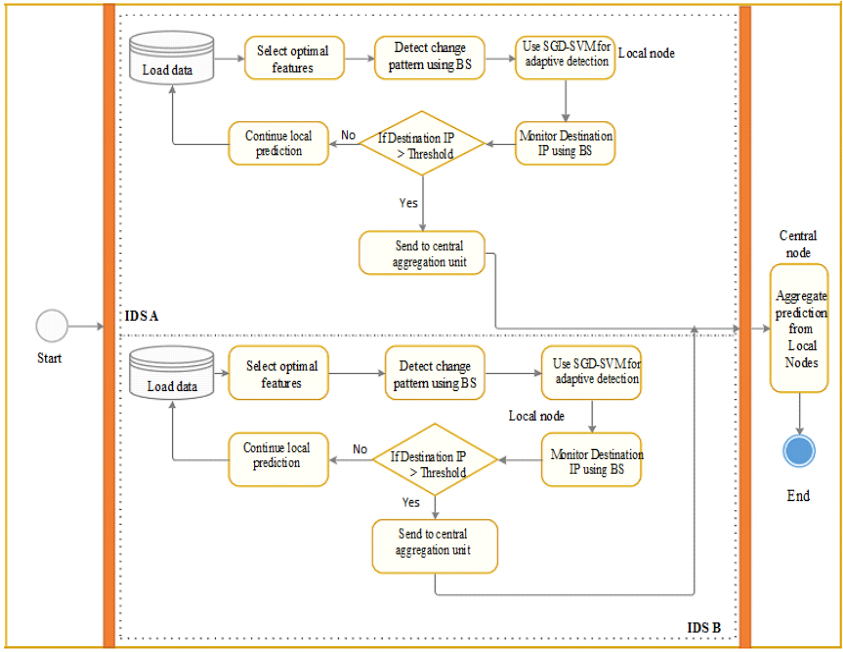 Load data
Select optimal
features
Detect change
pattern using BS
Use SGD-SVM for
adaptive detection
Local node
Continue local
prediction
No
If Destination IP
> Threshold
Monitor Destination
IP using BS
Yes
Send to central
aggregation unit
IDS A
Start
Central
node
Aggregate
prediction
from
Local
Nodes
End
Load data
Select optimal
features
Detect change
pattern using BS
Use SGD-SVM for
adaptive detection
Local node
Continue local
prediction
No
If Destination IP
> Threshold
Monitor Destination
IP using BS
Yes
Send to central
aggregation unit
IDS B